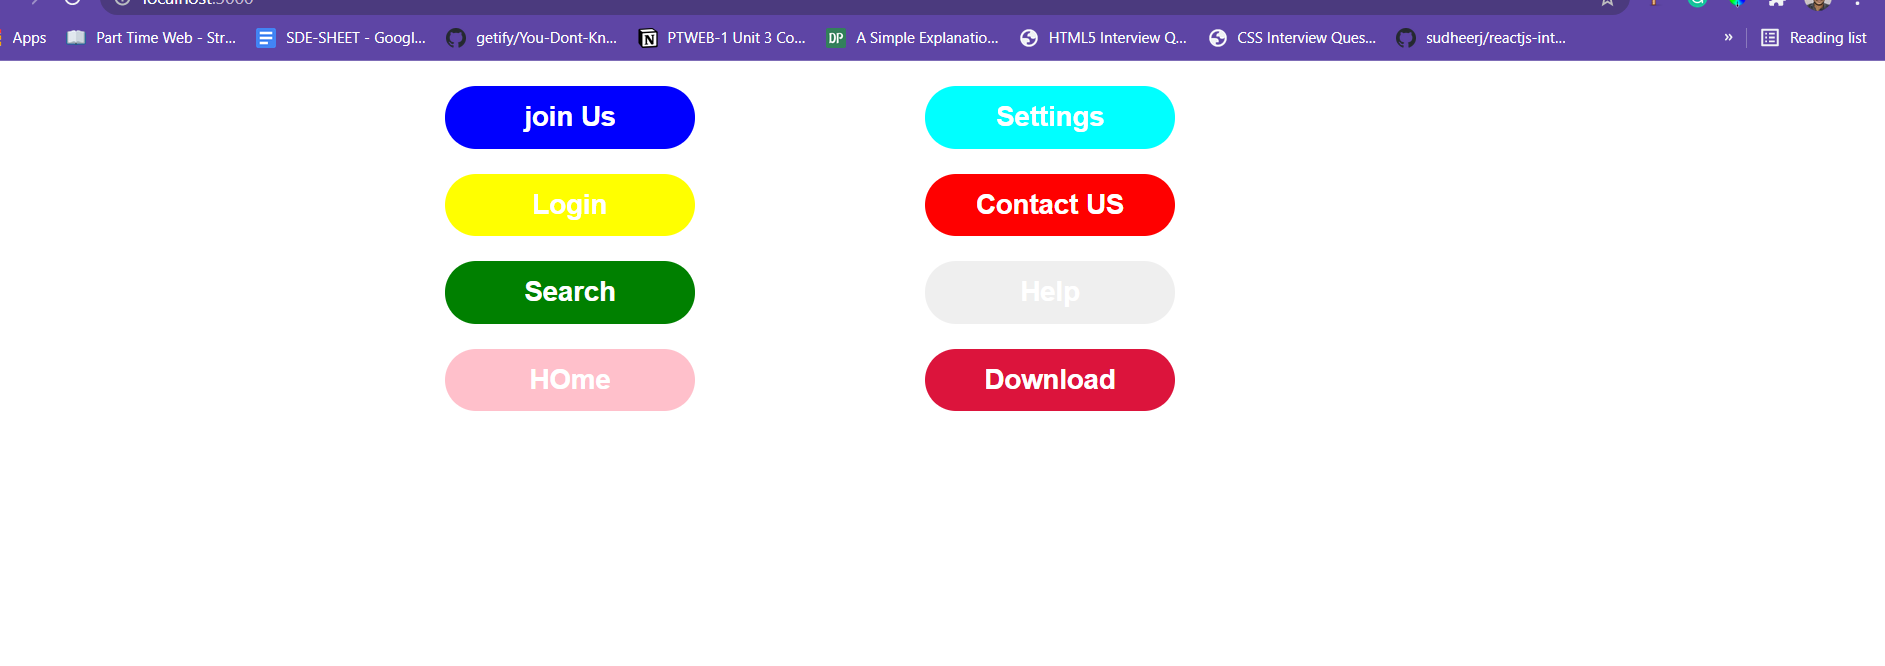 Apps Part Time Web - Str... SDE-SHEET - Googl... getify/You-Dont-Kn... PTWEB-1 Unit 3 Co... DP A Simple Explanatio... HTML5 Interview Q... CSS Interview Ques... sudheerj/reactjs-int... » Reading list
join Us Settings
Login Contact US
Search Help
HOme Download